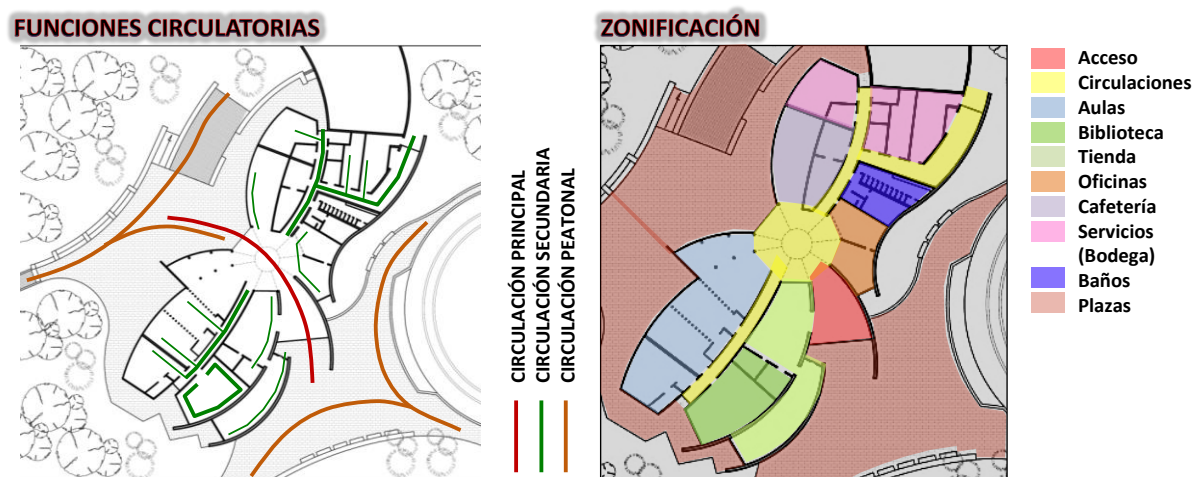 FUNCIONES CIRCULATORIAS
CIRCULACIÓN PRINCIPAL
CIRCULACIÓN SECUNDARIA
CIRCULACIÓN PEATONAL
ZONIFICACIÓN
Acceso
Circulaciones
Aulas
Biblioteca
Tienda
Oficinas
Cafetería
Servicios
(Bodega)
Baños
Plazas